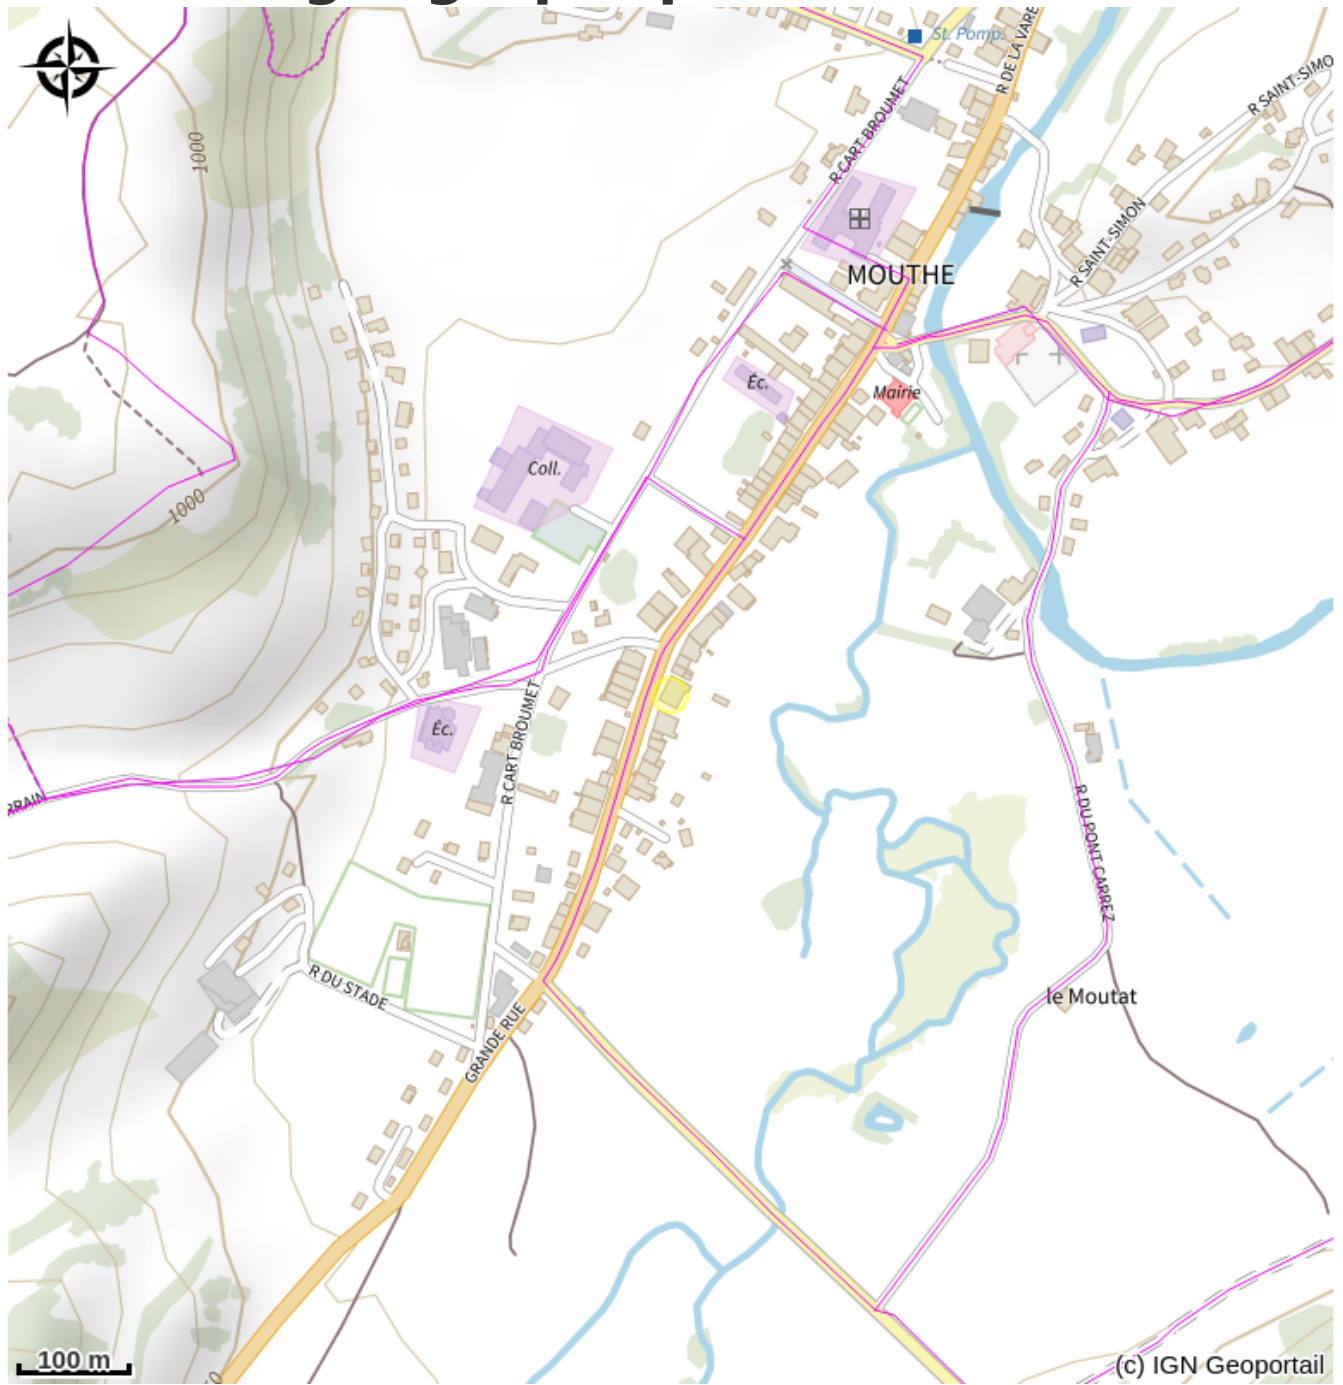 St. Pomp.
R DE LA VARE
R SAINT-SIMO
R CART BROUMET
1000
R SAINT-SIMON
MOUTHE
Éc.
Mairie
Coll.
1000
R CART BROUMET
Éc.
RRAIN
R DU PONT CARREZ
R DU STADE
le Moutat
GRANDE RUE
100 m
(c) IGN Geoportail